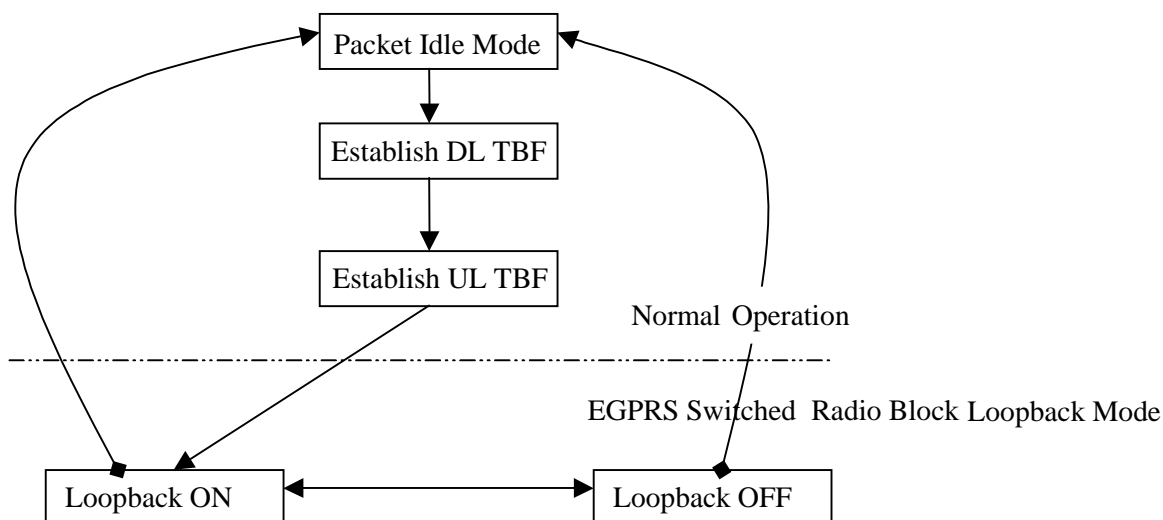 Packet Idle Mode
Establish DL TBF
Establish UL TBF
Normal Operation
EGPRS Switched Radio Block Loopback Mode
Loopback ON
Loopback OFF